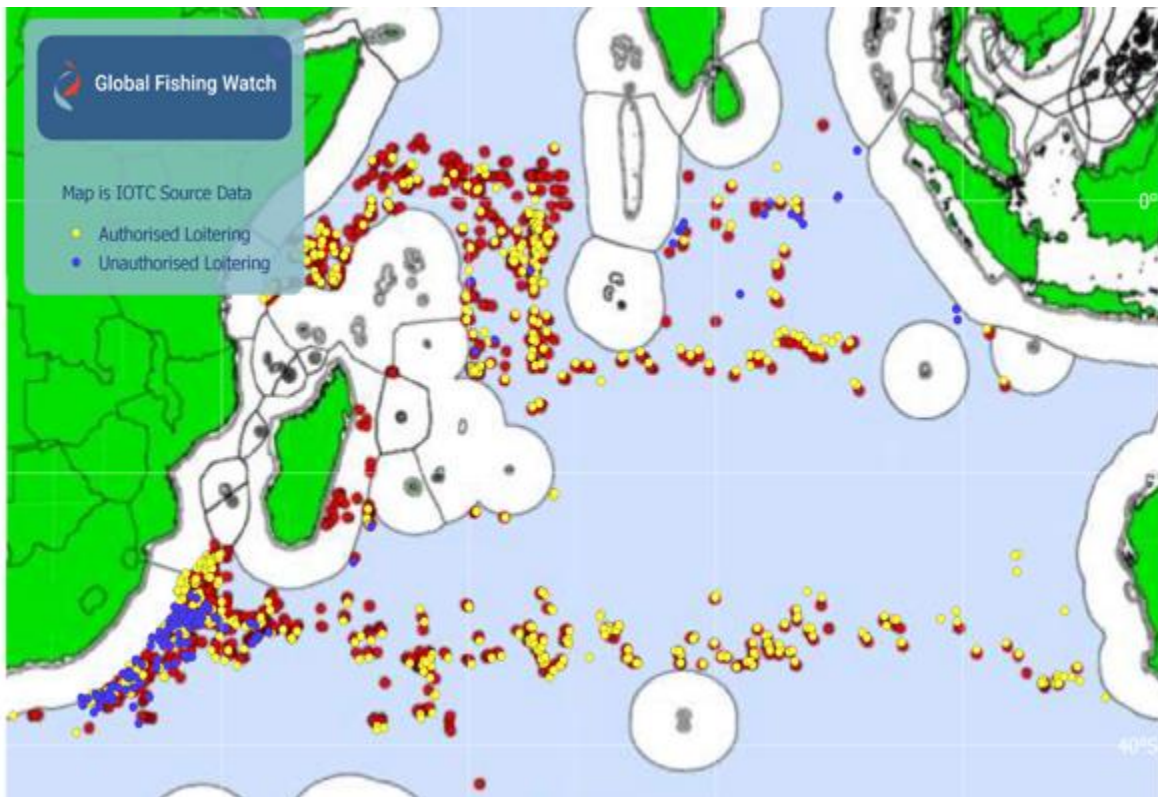 Global Fishing Watch
Map is IOTC Source Data
Authorised Loitering
Unauthorised Loitering
0°
40°S